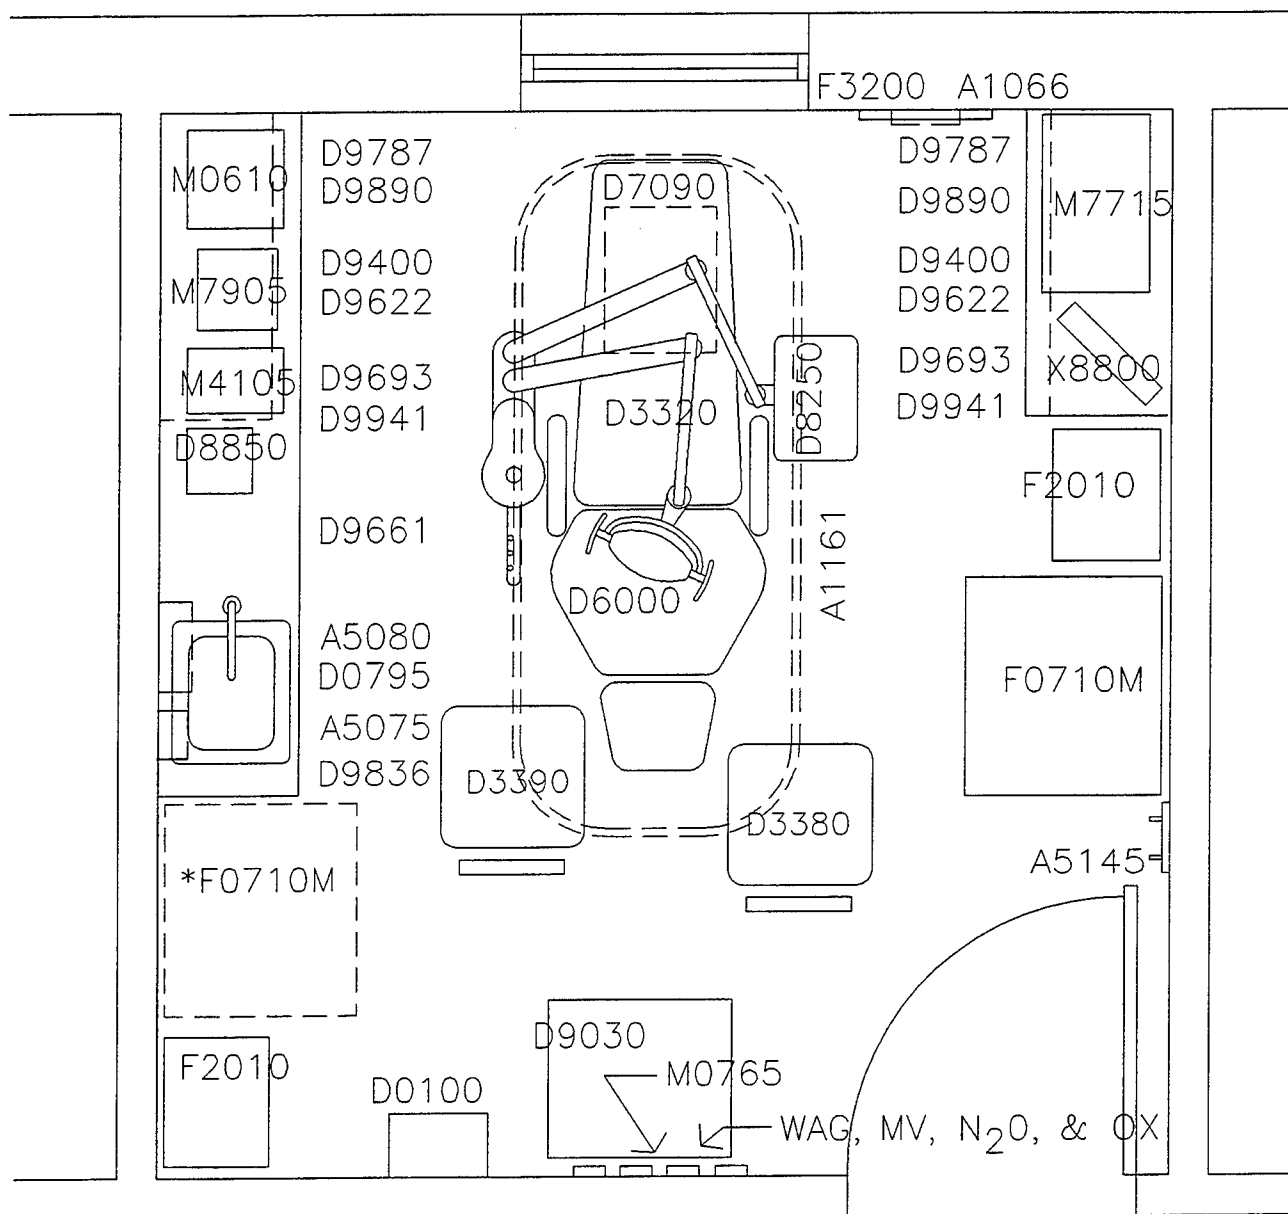 F3200 A1066
M0610
D9787
D9890
D7090
D9787
D9890
M7715
M7905
D9400
D9622
D9400
D9622
M4105
D9693
D9941
D3320
D8250
D9693
D9941
X8800
D8850
F2010
D9661
A1161
D6000
A5080
D0795
F0710M
A5075
D9836
D3390
D3380
A5145
*F0710M
D9030
F2010
D0100
M0765
WAG, MV, N₂O, & OX